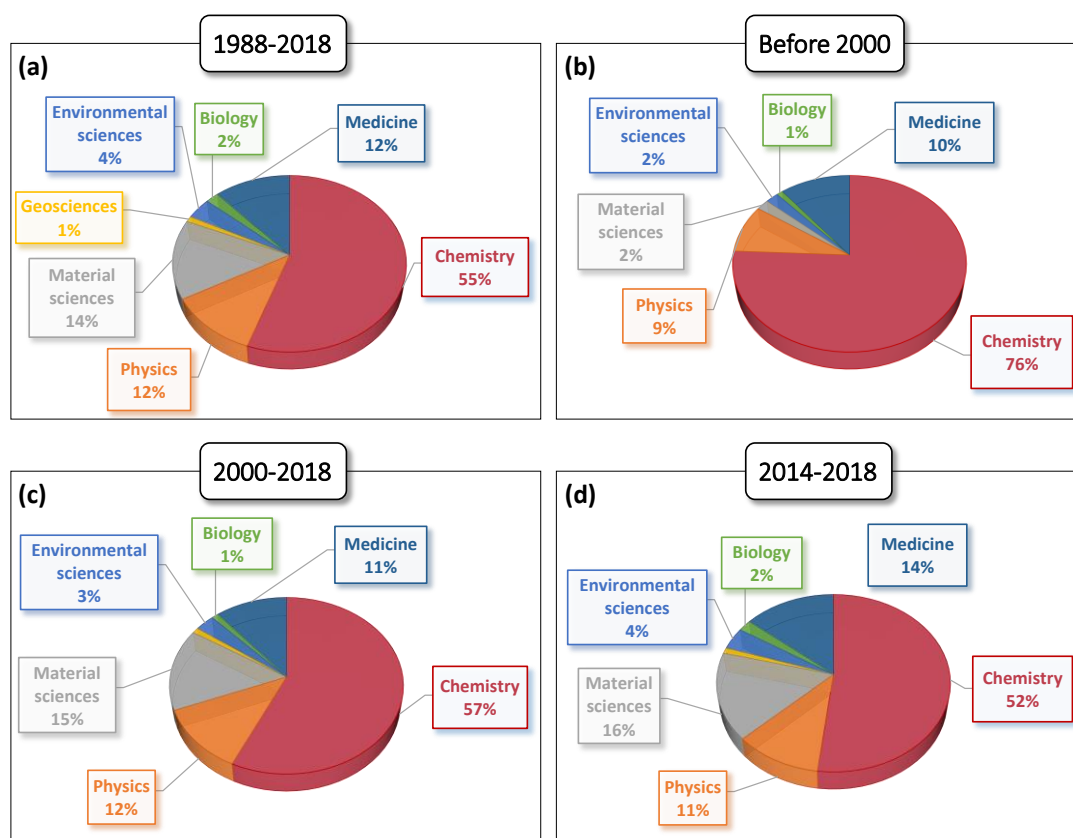 1988-2018
(a)
Environmental
sciences
4%
Biology
2%
Medicine
12%
Geosciences
1%
Material
sciences
14%
Chemistry
55%
Physics
12%
Before 2000
(b)
Environmental
sciences
2%
Biology
1%
Medicine
10%
Material
sciences
2%
Physics
9%
Chemistry
76%
2000-2018
(c)
Environmental
sciences
3%
Biology
1%
Medicine
11%
Material
sciences
15%
Chemistry
57%
Physics
12%
2014-2018
(d)
Environmental
sciences
4%
Biology
2%
Medicine
14%
Material
sciences
16%
Chemistry
52%
Physics
11%